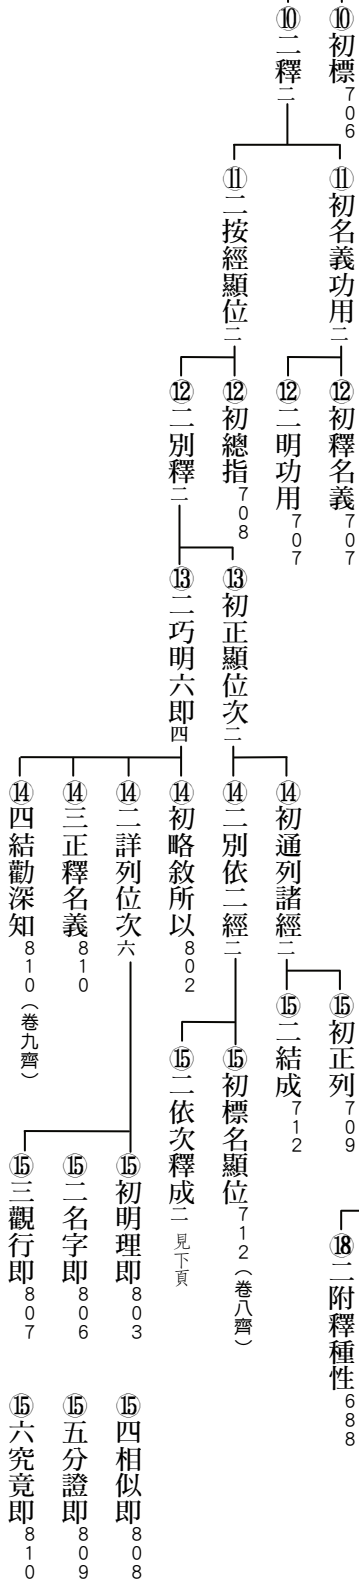 ⑩初標706
⑩二釋二
⑪初名義功用二
⑪二按經顯位二
⑫初釋名義707
⑫二明功用707
⑫初總指708
⑫二別釋二
⑬初正顯位次二
⑬二巧明六即四
⑭初通列諸經二
⑭二別依二經二
⑭初略敘所以802
⑭二詳列位次六
⑭三正釋名義810
⑭四結勸深知810（卷九齊）
⑮初正列709
⑮二結成712
⑮初標名顯位712（卷八齊）
⑮二依次釋成二 見下頁
⑮初明理即803
⑮二名字即806
⑮三觀行即807
⑮四相似即808
⑮五分證即809
⑮六究竟即810
⑱二附釋種性688